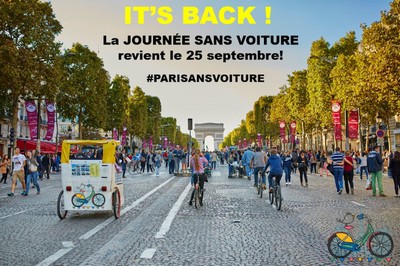 IT'S BACK !
La JOURNÉE SANS VOITURE
revient le 25 septembre!
#PARISANSVOITURE